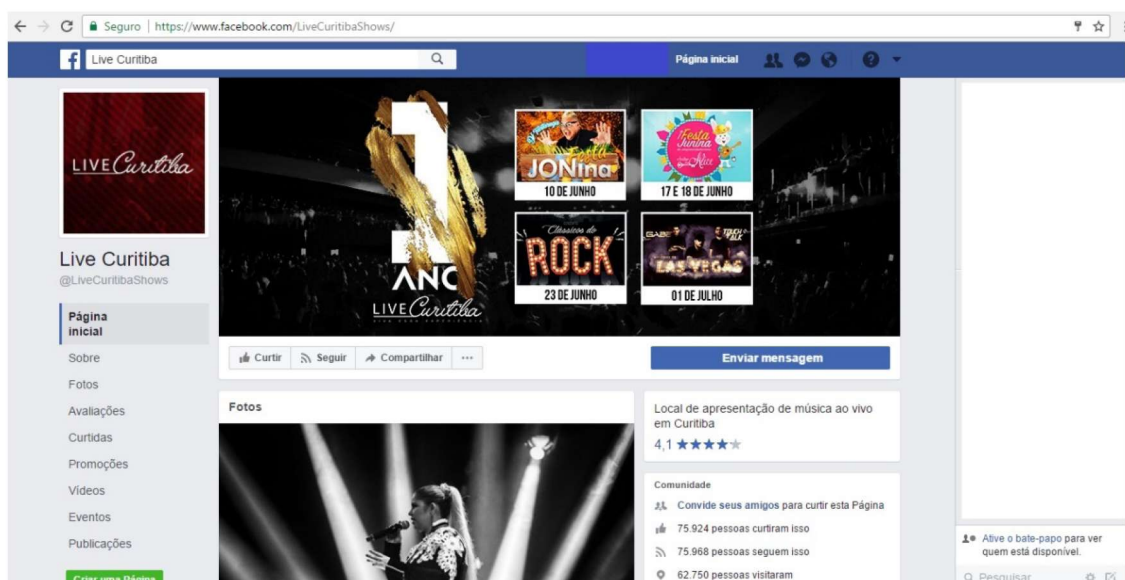 Seguro | https://www.facebook.com/LiveCuritibaShows/
Live Curitiba
Página inicial
LIVE Curitiba
1
ANO
LIVE Curitiba
JONina
10 DE JUNHO
Festa
Junina
17 E 18 DE JUNHO
Clássicos do
ROCK
23 DE JUNHO
GABE
LAS VEGAS
01 DE JULHO
Live Curitiba
@LiveCuritibaShows
Página
inicial
Sobre
Fotos
Avaliações
Curtidas
Promoções
Vídeos
Eventos
Publicações
Criar uma Página
Curtir
Seguir
Compartilhar
Enviar mensagem
Fotos
Local de apresentação de música ao vivo
em Curitiba
4,1
Comunidade
Convide seus amigos para curtir esta Página
75.924 pessoas curtiram isso
75.968 pessoas seguem isso
62.750 pessoas visitaram
Ative o bate-papo para ver
quem está disponível.
Pesquisar